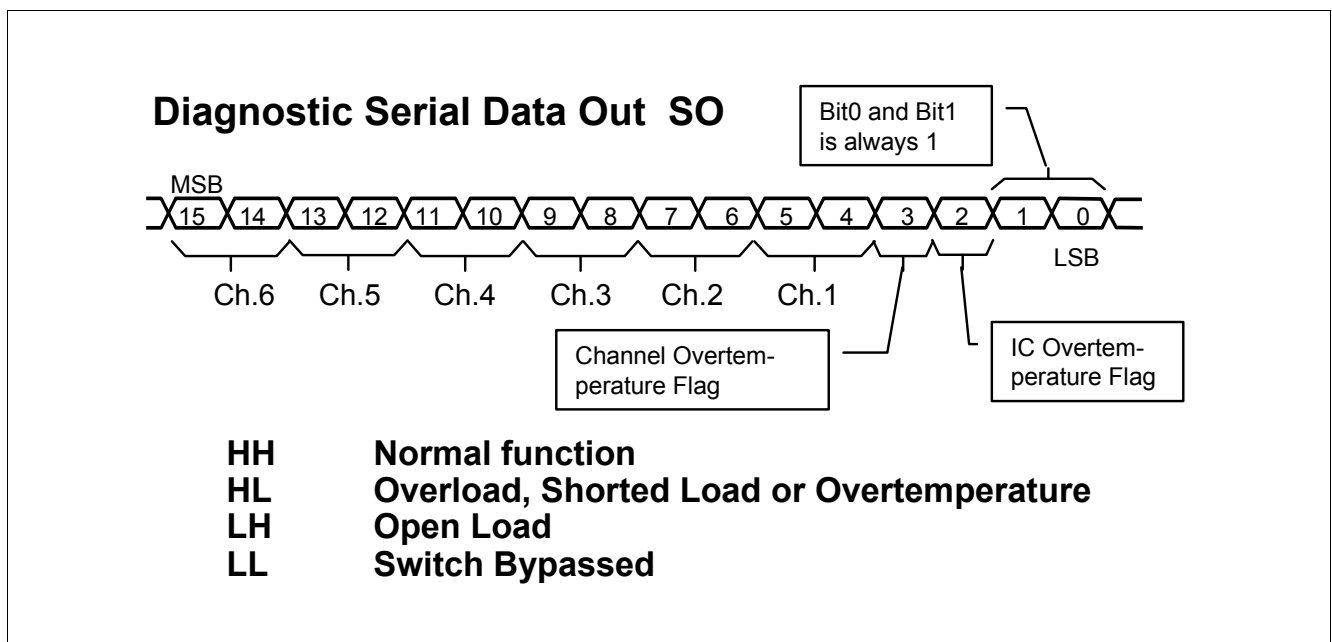 Diagnostic Serial Data Out SO
Bit0 and Bit1
is always 1
MSB
15 14 13 12 11 10 9 8 7 6 5 4 3 2 1 0
LSB
Ch.6 Ch.5 Ch.4 Ch.3 Ch.2 Ch.1
Channel Overtem-
perature Flag
IC Overtem-
perature Flag
HH Normal function
HL Overload, Shorted Load or Overtemperature
LH Open Load
LL Switch Bypassed